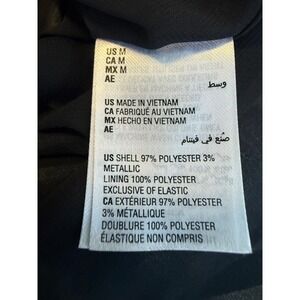 US M
CA M
MX M
AE
وسط
US MADE IN VIETNAM
CA FABRIQUÉ AU VIETNAM
MX HECHO EN VIETNAM
AE
صُنع في فيتنام
US SHELL 97% POLYESTER 3%
METALLIC
LINING 100% POLYESTER
EXCLUSIVE OF ELASTIC
CA EXTÉRIEUR 97% POLYESTER
3% MÉTALLIQUE
DOUBLURE 100% POLYESTER
ÉLASTIQUE NON COMPRIS